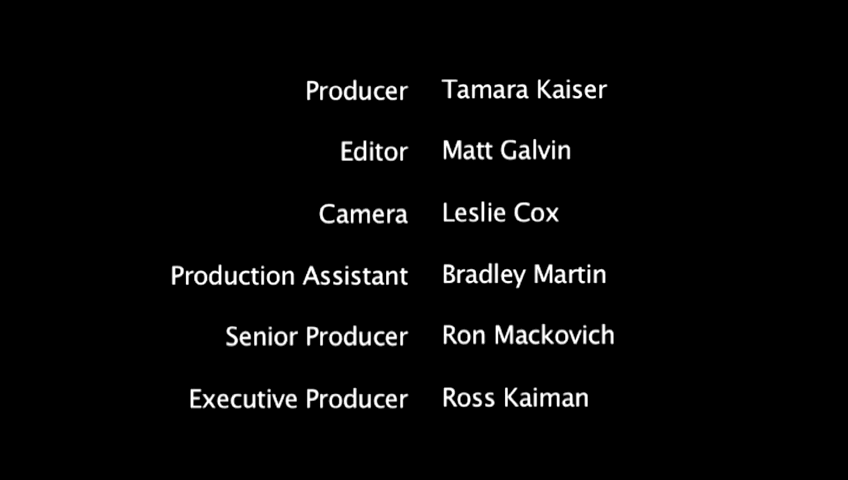 Producer Tamara Kaiser
Editor Matt Galvin
Camera Leslie Cox
Production Assistant Bradley Martin
Senior Producer Ron Mackovich
Executive Producer Ross Kaiman